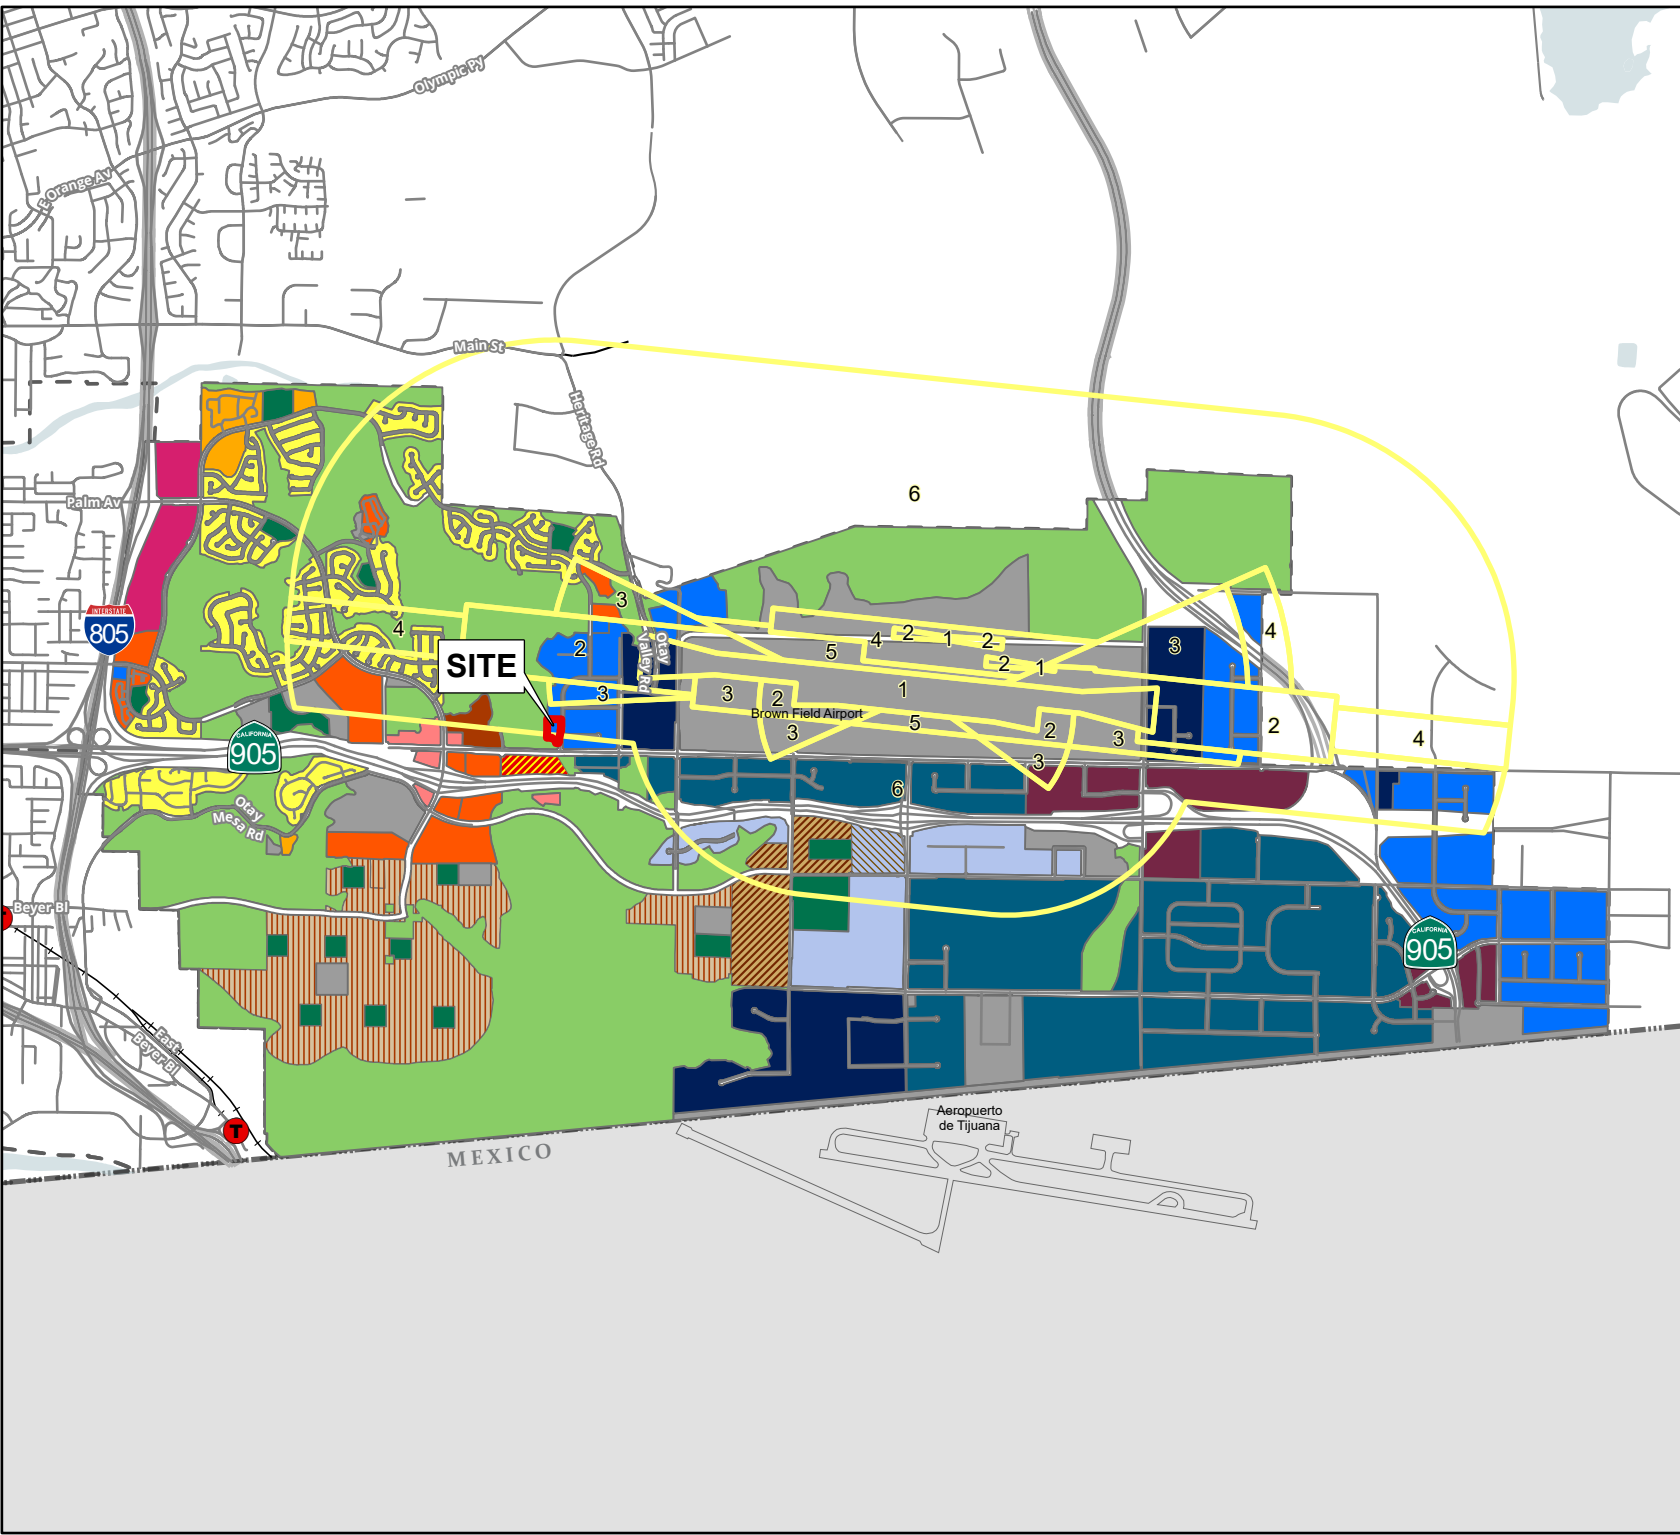 Olympic Py
E Orange Av
Main St
Heritage Rd
6
Palm Av
INTERSTATE
805
3
4
4
2
1
2
4
3
5
2
2
1
SITE
Otay
Valley Rd
3
3
2
1
Brown Field Airport
5
2
2
3
3
4
3
CALIFORNIA
905
6
Otay
Mesa Rd
Beyer Bl
CALIFORNIA
905
East
Beyer Bl
T
Aeropuerto
de Tijuana
MEXICO